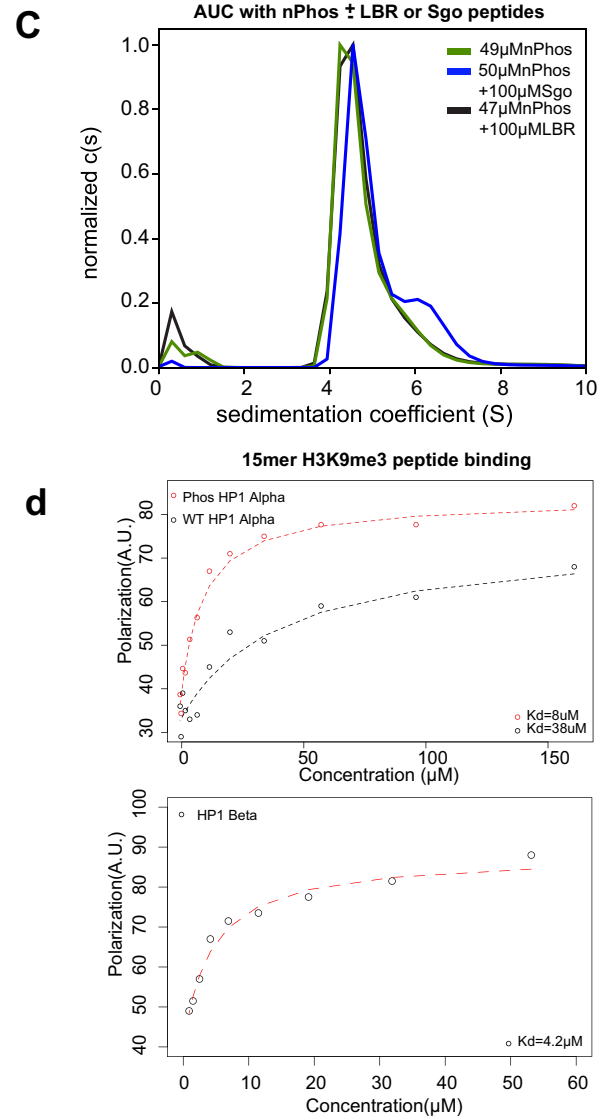 C
AUC with nPhos ± LBR or Sgo peptides
49µMnPhos
50µMnPhos
+100µMSgo
47µMnPhos
+100µMLBR
normalized c(s)
1.0
0.8
0.6
0.4
0.2
0.0
0 2 4 6 8 10
sedimentation coefficient (S)
d
15mer H3K9me3 peptide binding
Phos HP1 Alpha
WT HP1 Alpha
Polarization(A.U.)
80
70
60
50
40
30
Kd=8uM
Kd=38uM
0 50 100 150
Concentration (µM)
HP1 Beta
Polarization(A.U.)
100
90
80
70
60
50
40
Kd=4.2µM
0 10 20 30 40 50 60
Concentration(µM)